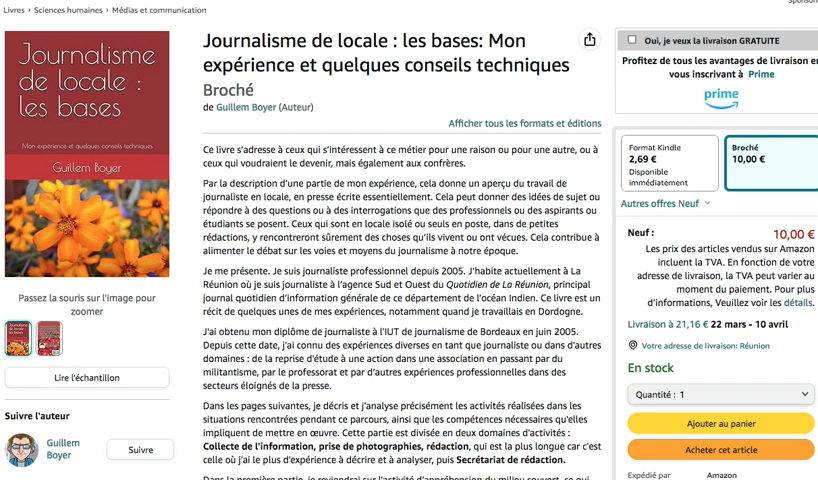 Livres › Sciences humaines › Médias et communication
Journalisme
de locale :
les bases
Mon expérience et quelques conseils techniques
Guillem Boyer
Passez la souris sur l'image pour
zoomer
Lire l'échantillon
Suivre l'auteur
Guillem
Boyer
Suivre
Journalisme de locale : les bases: Mon
expérience et quelques conseils techniques
Broché
de Guillem Boyer (Auteur)
Afficher tous les formats et éditions
Ce livre s'adresse à ceux qui s'intéressent à ce métier pour une raison ou pour une autre, ou à
ceux qui voudraient le devenir, mais également aux confrères.
Par la description d'une partie de mon expérience, cela donne un aperçu du travail de
journaliste en locale, en presse écrite essentiellement. Cela peut donner des idées de sujet ou
répondre à des questions ou à des interrogations que des professionnels ou des aspirants ou
étudiants se posent. Ceux qui sont en locale isolé ou seuls en poste, dans de petites
rédactions, y rencontreront sûrement des choses qu'ils vivent ou ont vécues. Cela contribue à
alimenter le débat sur les voies et moyens du journalisme à notre époque.
Je me présente. Je suis journaliste professionnel depuis 2005. J'habite actuellement à La
Réunion où je suis journaliste à l'agence Sud et Ouest du Quotidien de La Réunion, principal
journal quotidien d'information générale de ce département de l'océan Indien. Ce livre est un
récit de quelques unes de mes expériences, notamment quand je travaillais en Dordogne.
J'ai obtenu mon diplôme de journaliste à l'IUT de journalisme de Bordeaux en juin 2005.
Depuis cette date, j'ai connu des expériences diverses en tant que journaliste ou dans d'autres
domaines : de la reprise d'étude à une action dans une association en passant par du
militantisme, par le professorat et par d'autres expériences professionnelles dans des
secteurs éloignés de la presse.
Dans les pages suivantes, je décris et j'analyse précisément les activités réalisées dans les
situations rencontrées pendant ce parcours, ainsi que les compétences nécessaires qu'elles
impliquent de mettre en œuvre. Cette partie est divisée en deux domaines d'activités :
Collecte de l'information, prise de photographies, rédaction, qui est la plus longue car c'est
celle où j'ai le plus d'expérience à décrire et à analyser, puis Secrétariat de rédaction.
Dans la première partie, je reviendrai sur l'activité d'appréhension du milieu couvert, ce qui
Oui, je veux la livraison GRATUITE
Profitez de tous les avantages de livraison en
vous inscrivant à Prime
prime
Format Kindle
2,69 €
Disponible
immédiatement
Broché
10,00 €
Autres offres Neuf
Neuf :
10,00 €
Les prix des articles vendus sur Amazon
incluent la TVA. En fonction de votre
adresse de livraison, la TVA peut varier au
moment du paiement. Pour plus
d'informations, Veuillez voir les détails.
Livraison à 21,16 € 22 mars - 10 avril
Votre adresse de livraison: Réunion
En stock
Quantité : 1
Ajouter au panier
Acheter cet article
Expédié par Amazon